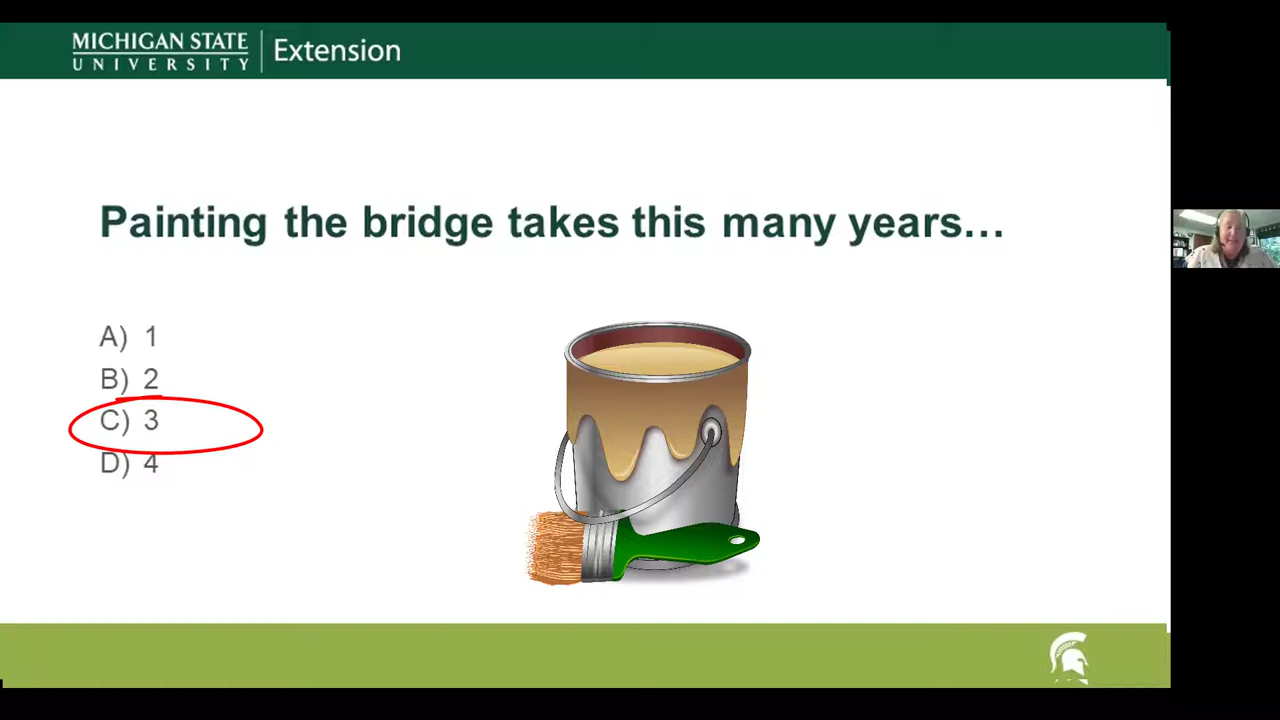 MICHIGAN STATE
UNIVERSITY
Extension
Painting the bridge takes this many years…
A) 1
B) 2
C) 3
D) 4